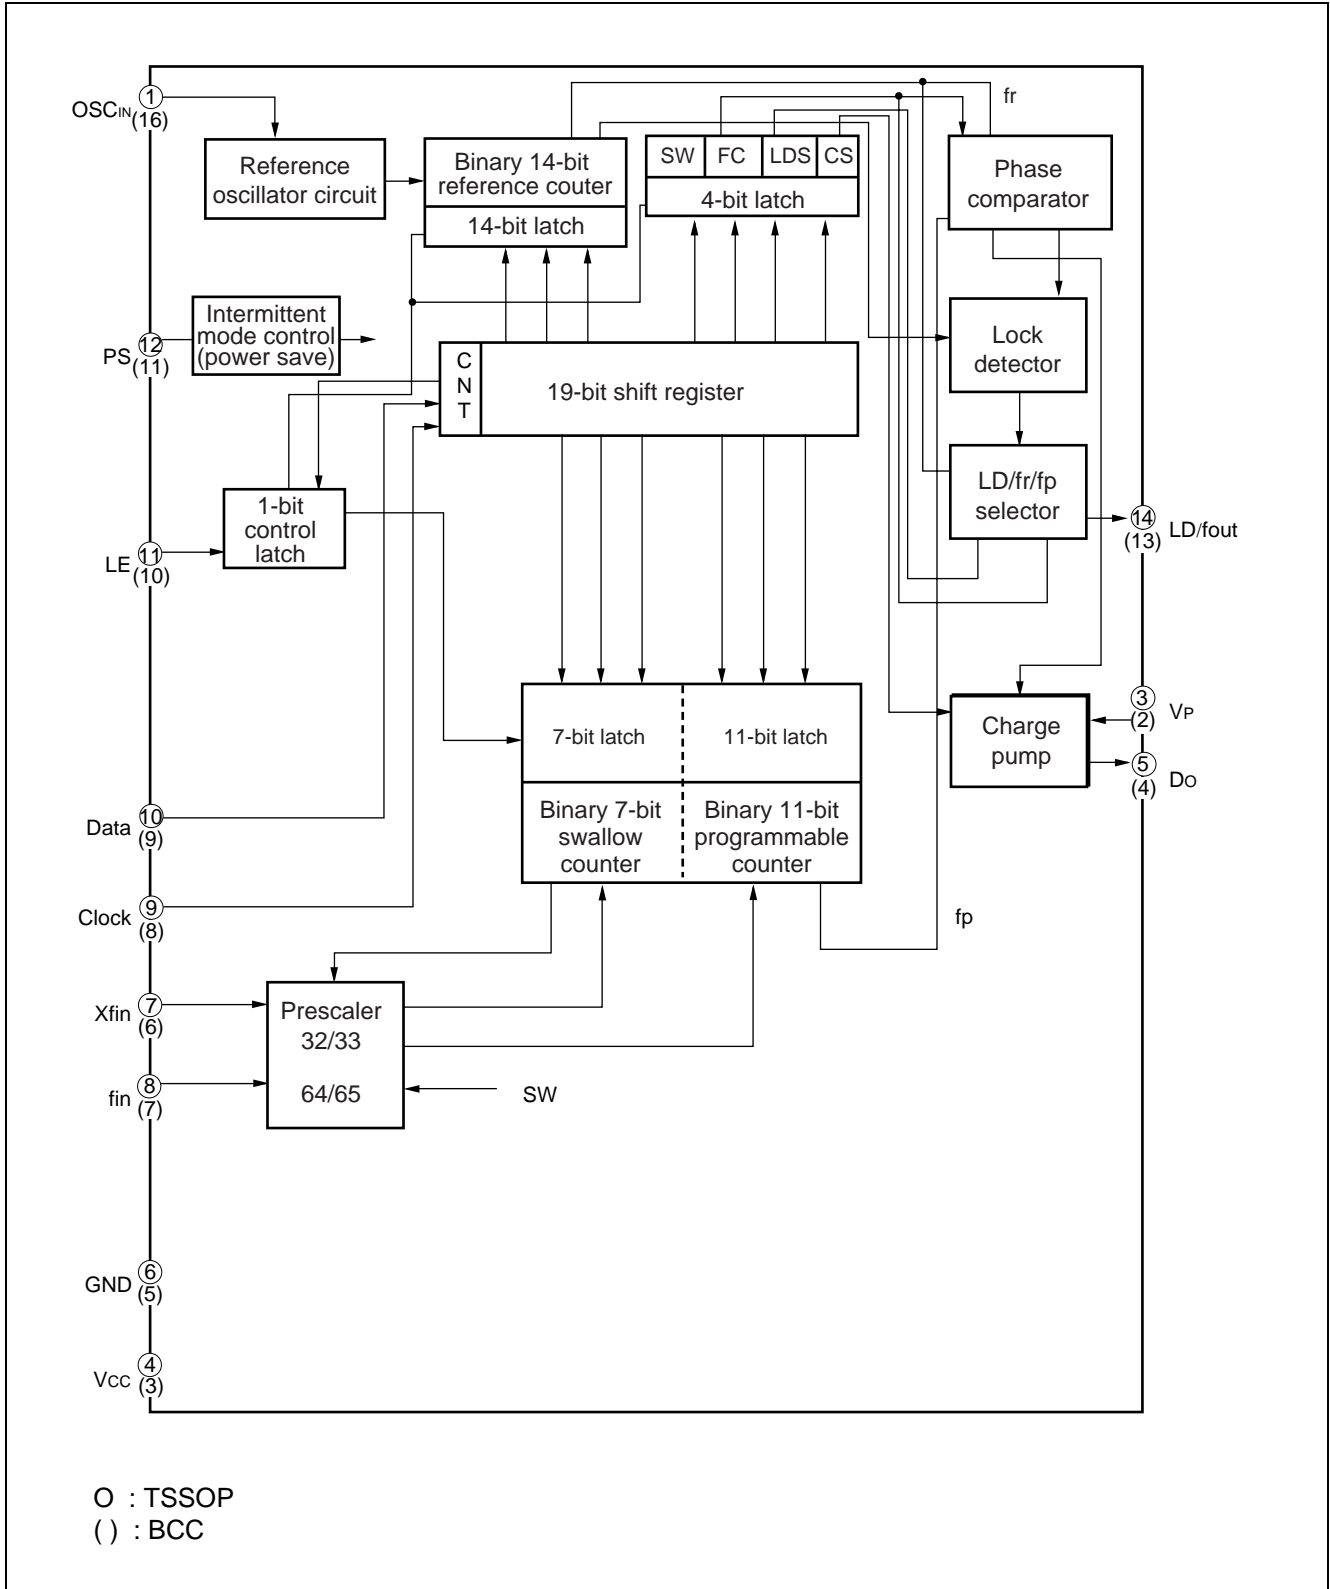 OSCIN
1
(16)
Reference
oscillator circuit
Binary 14-bit
reference couter
14-bit latch
SW
FC
LDS
CS
4-bit latch
fr
Phase
comparator
PS
12
(11)
Intermittent
mode control
(power save)
C
N
T
19-bit shift register
Lock
detector
LE
11
(10)
1-bit
control
latch
LD/fr/fp
selector
14
(13)
LD/fout
7-bit latch
11-bit latch
Charge
pump
3
(2)
VP
5
(4)
DO
Data
10
(9)
Binary 7-bit
swallow
counter
Binary 11-bit
programmable
counter
Clock
9
(8)
fp
Xfin
7
(6)
Prescaler
32/33
64/65
fin
8
(7)
SW
GND
6
(5)
VCC
4
(3)
O : TSSOP
( ) : BCC